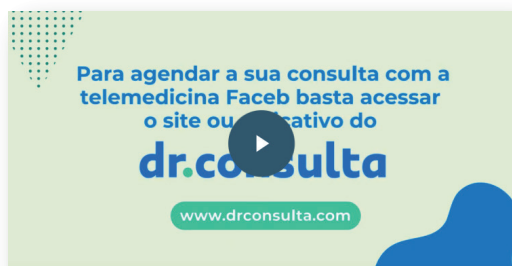 Para agendar a sua consulta com a
telemedicina Faceb basta acessar
o site ou do
dr.consulta
www.drconsulta.com